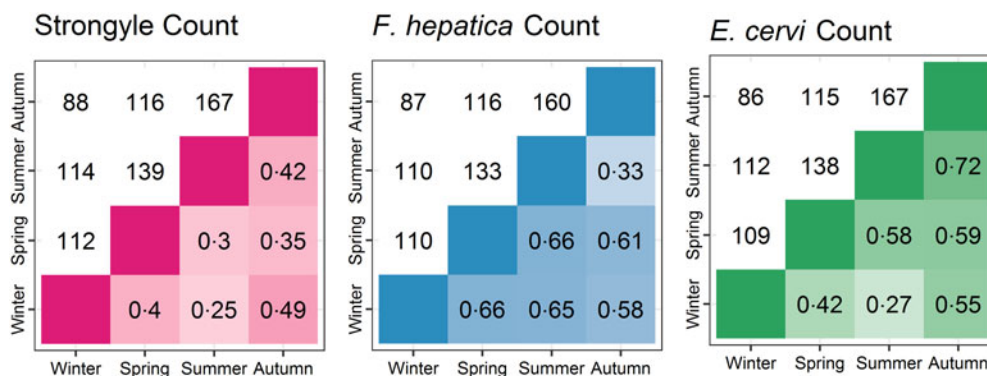 Strongyle Count
Autumn 88 116 167
Summer 114 139 0·42
Spring 112 0·3 0·35
Winter 0·4 0·25 0·49
Winter Spring Summer Autumn
F. hepatica Count
87 116 160
110 133 0·33
110 0·66 0·61
0·66 0·65 0·58
Winter Spring Summer Autumn
E. cervi Count
Autumn 86 115 167
Summer 112 138 0·72
Spring 109 0·58 0·59
Winter 0·42 0·27 0·55
Winter Spring Summer Autumn